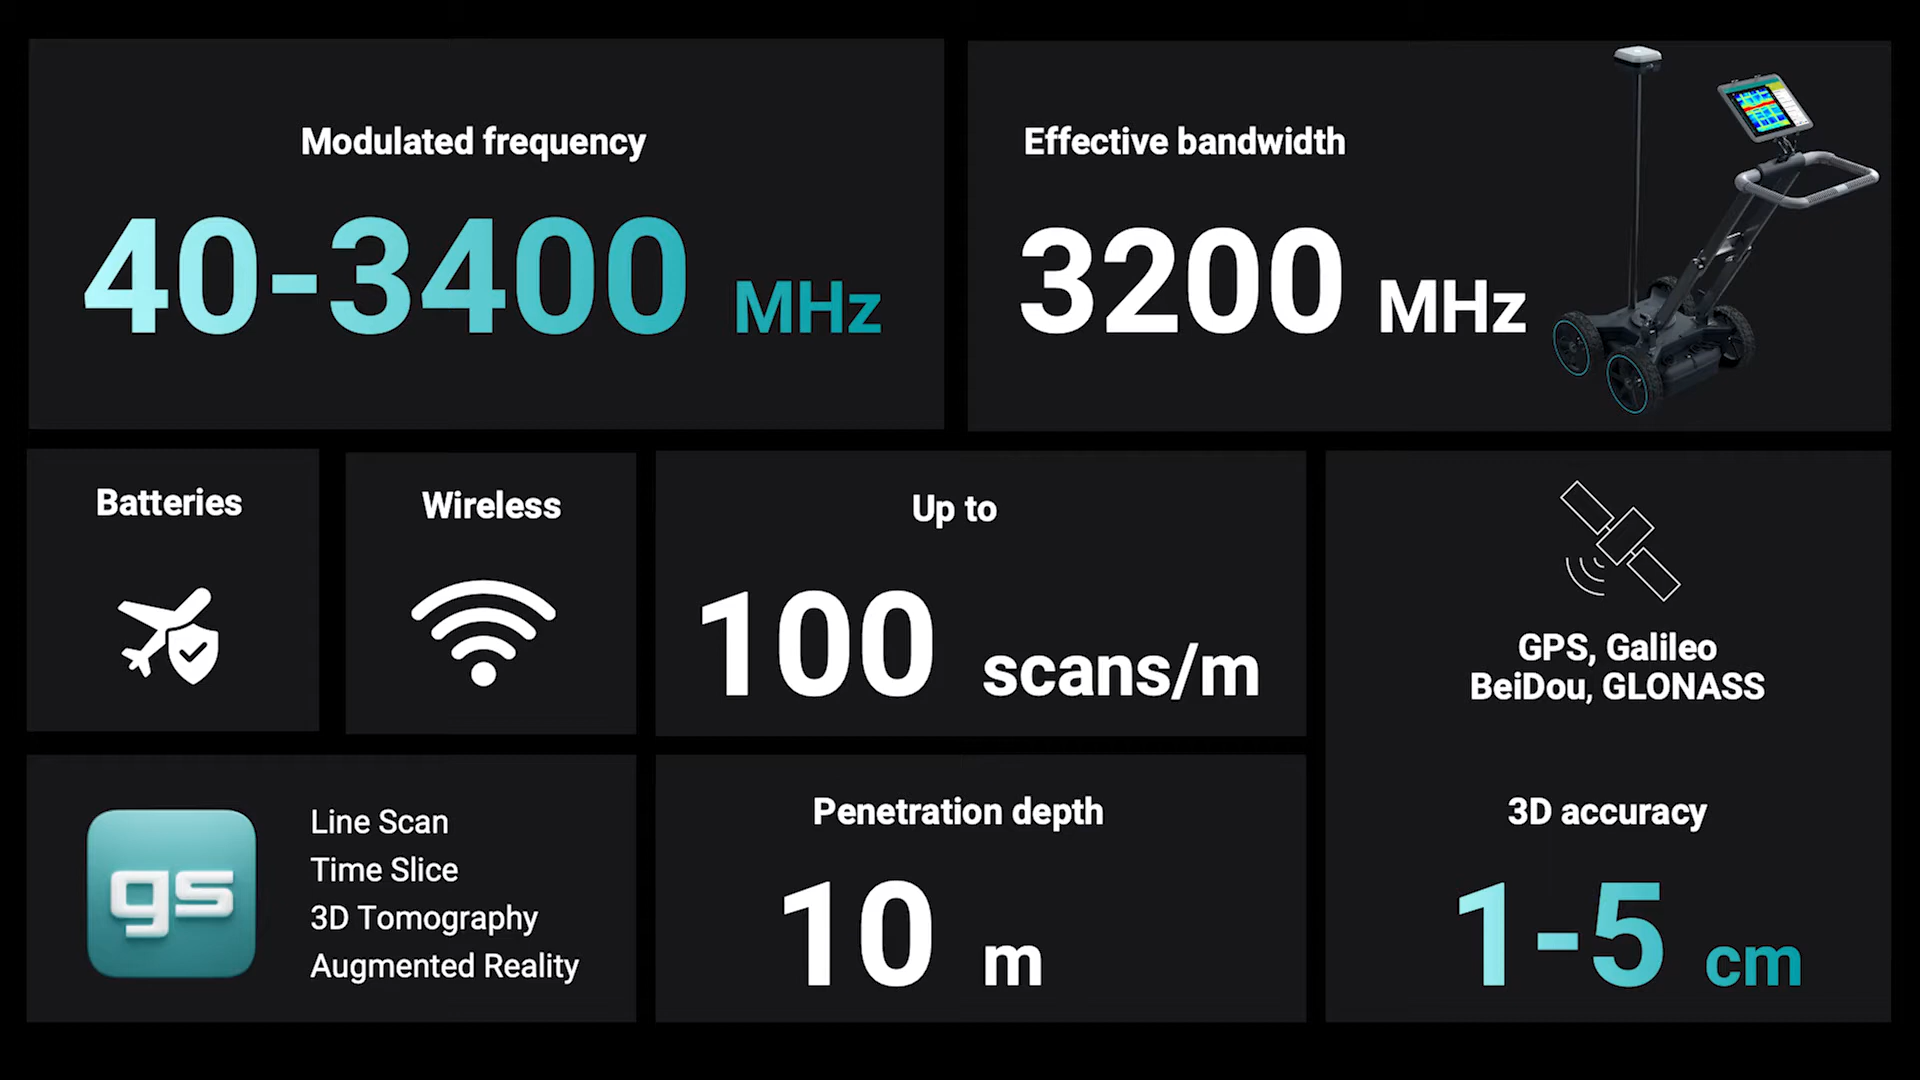 Modulated frequency
40-3400 MHz
Effective bandwidth
3200 MHz
Batteries
Wireless
Up to
100 scans/m
GPS, Galileo
BeiDou, GLONASS
3D accuracy
1-5 cm
gs
Line Scan
Time Slice
3D Tomography
Augmented Reality
Penetration depth
10 m